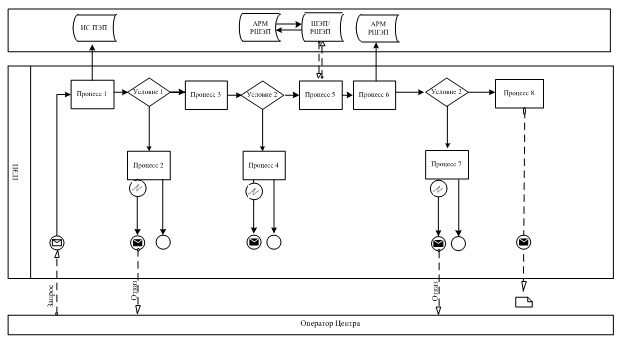 ИС ПЭП
АРМ
РШЭП
ШЭП/
РШЭП
АРМ
РШЭП
Процесс 1
Условие 1
Процесс 3
Условие 2
Процесс 5
Процесс 6
Условие 2
Процесс 8
Процесс 2
Процесс 4
Процесс 7
ПЭП
Запрос
Отказ
Отказ
Оператор Центра